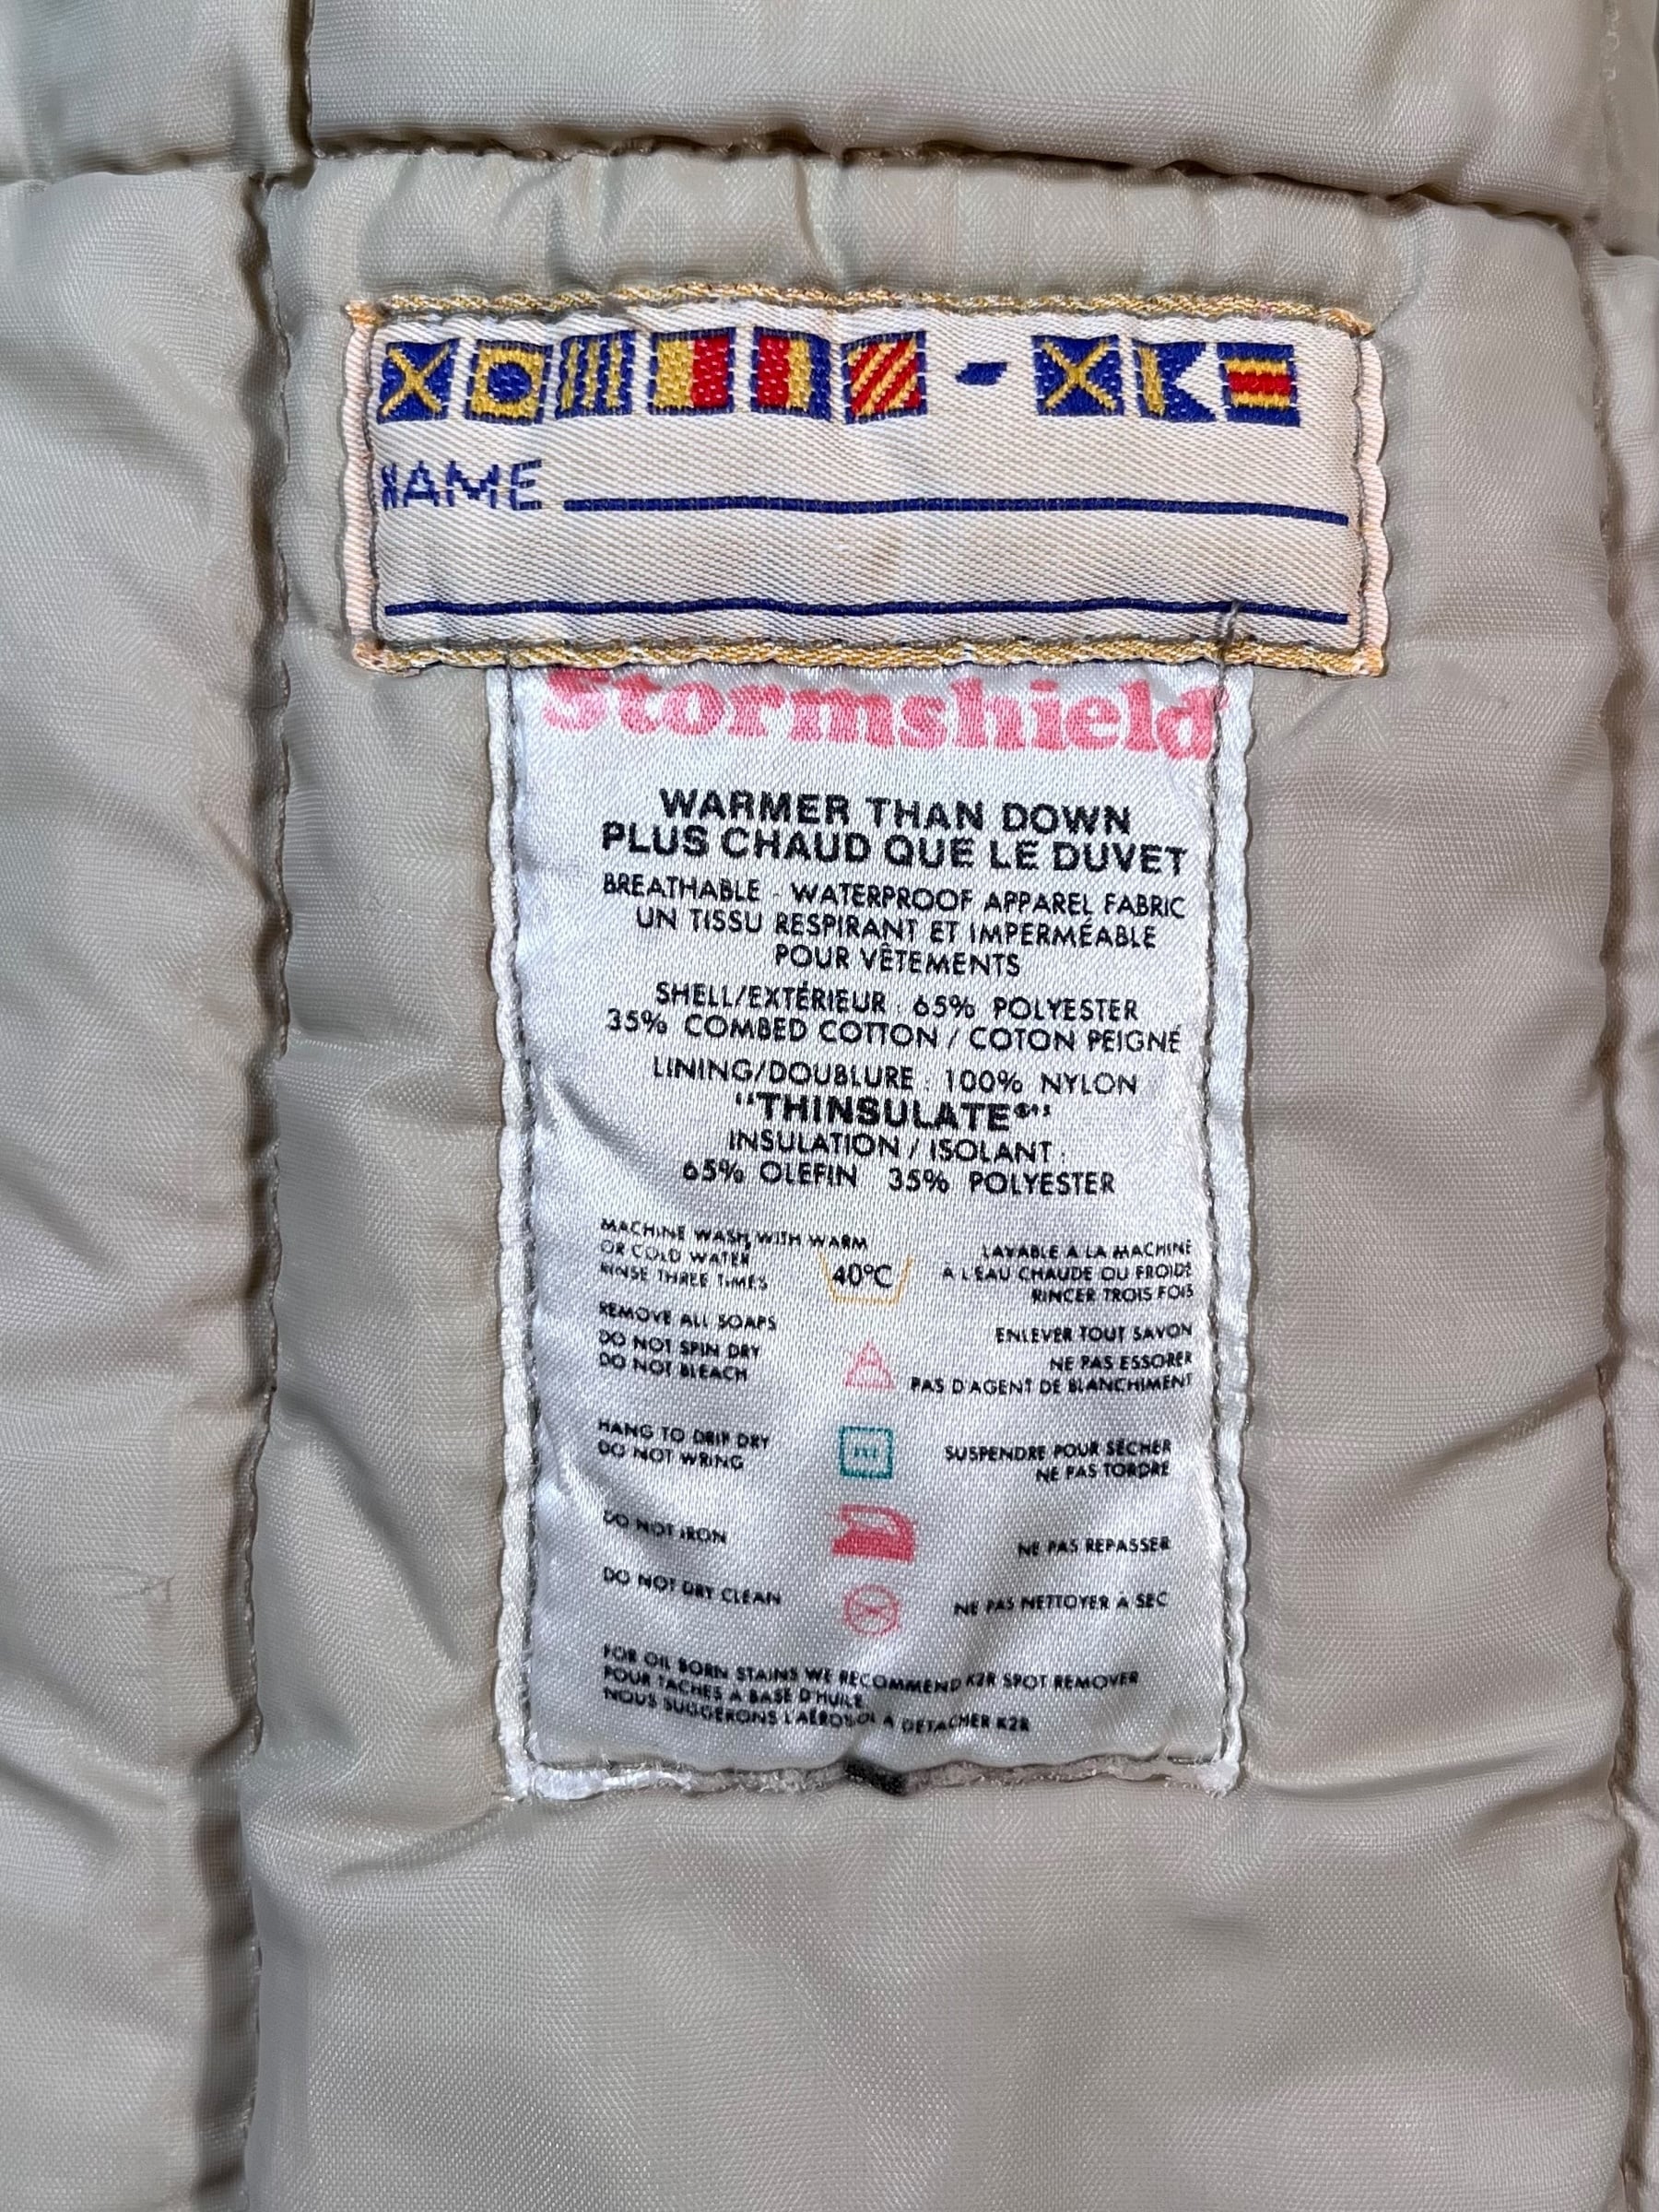 NAME
Stormshield
WARMER THAN DOWN
PLUS CHAUD QUE LE DUVET
BREATHABLE - WATERPROOF APPAREL FABRIC
UN TISSU RESPIRANT ET IMPERMÉABLE
POUR VÊTEMENTS
SHELL/EXTÉRIEUR : 65% POLYESTER
35% COMBED COTTON / COTON PEIGNÉ
LINING/DOUBLURE : 100% NYLON
"THINSULATE®"
INSULATION / ISOLANT :
65% OLEFIN 35% POLYESTER
MACHINE WASH WITH WARM
OR COLD WATER
RINSE THREE TIMES
40°C
LAVABLE A LA MACHINE
A L'EAU CHAUDE OU FROIDE
RINCER TROIS FOIS
REMOVE ALL SOAPS
DO NOT SPIN DRY
DO NOT BLEACH
ENLEVER TOUT SAVON
NE PAS ESSORER
PAS D'AGENT DE BLANCHIMENT
HANG TO DRIP DRY
DO NOT WRING
SUSPENDRE POUR SÉCHER
NE PAS TORDRE
DO NOT IRON
NE PAS REPASSER
DO NOT DRY CLEAN
NE PAS NETTOYER A SEC
FOR OIL BORN STAINS WE RECOMMEND K2R SPOT REMOVER
POUR TACHES A BASE D'HUILE
NOUS SUGGERONS L'AÉROSOL A DÉTACHER K2R